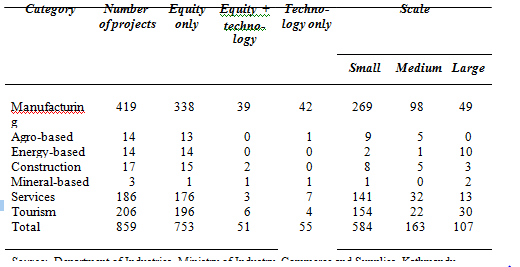 Category Number of projects Equity only Equity + techno-logy Techno-logy only Scale
Small Medium Large
Manufacturing 419 338 39 42 269 98 49
Agro-based 14 13 0 1 9 5 0
Energy-based 14 14 0 0 2 1 10
Construction 17 15 2 0 8 5 3
Mineral-based 3 1 1 1 1 0 2
Services 186 176 3 7 141 32 13
Tourism 206 196 6 4 154 22 30
Total 859 753 51 55 584 163 107
Source: Department of Industries, Ministry of Industry, Commerce and Supplies, Kathmandu